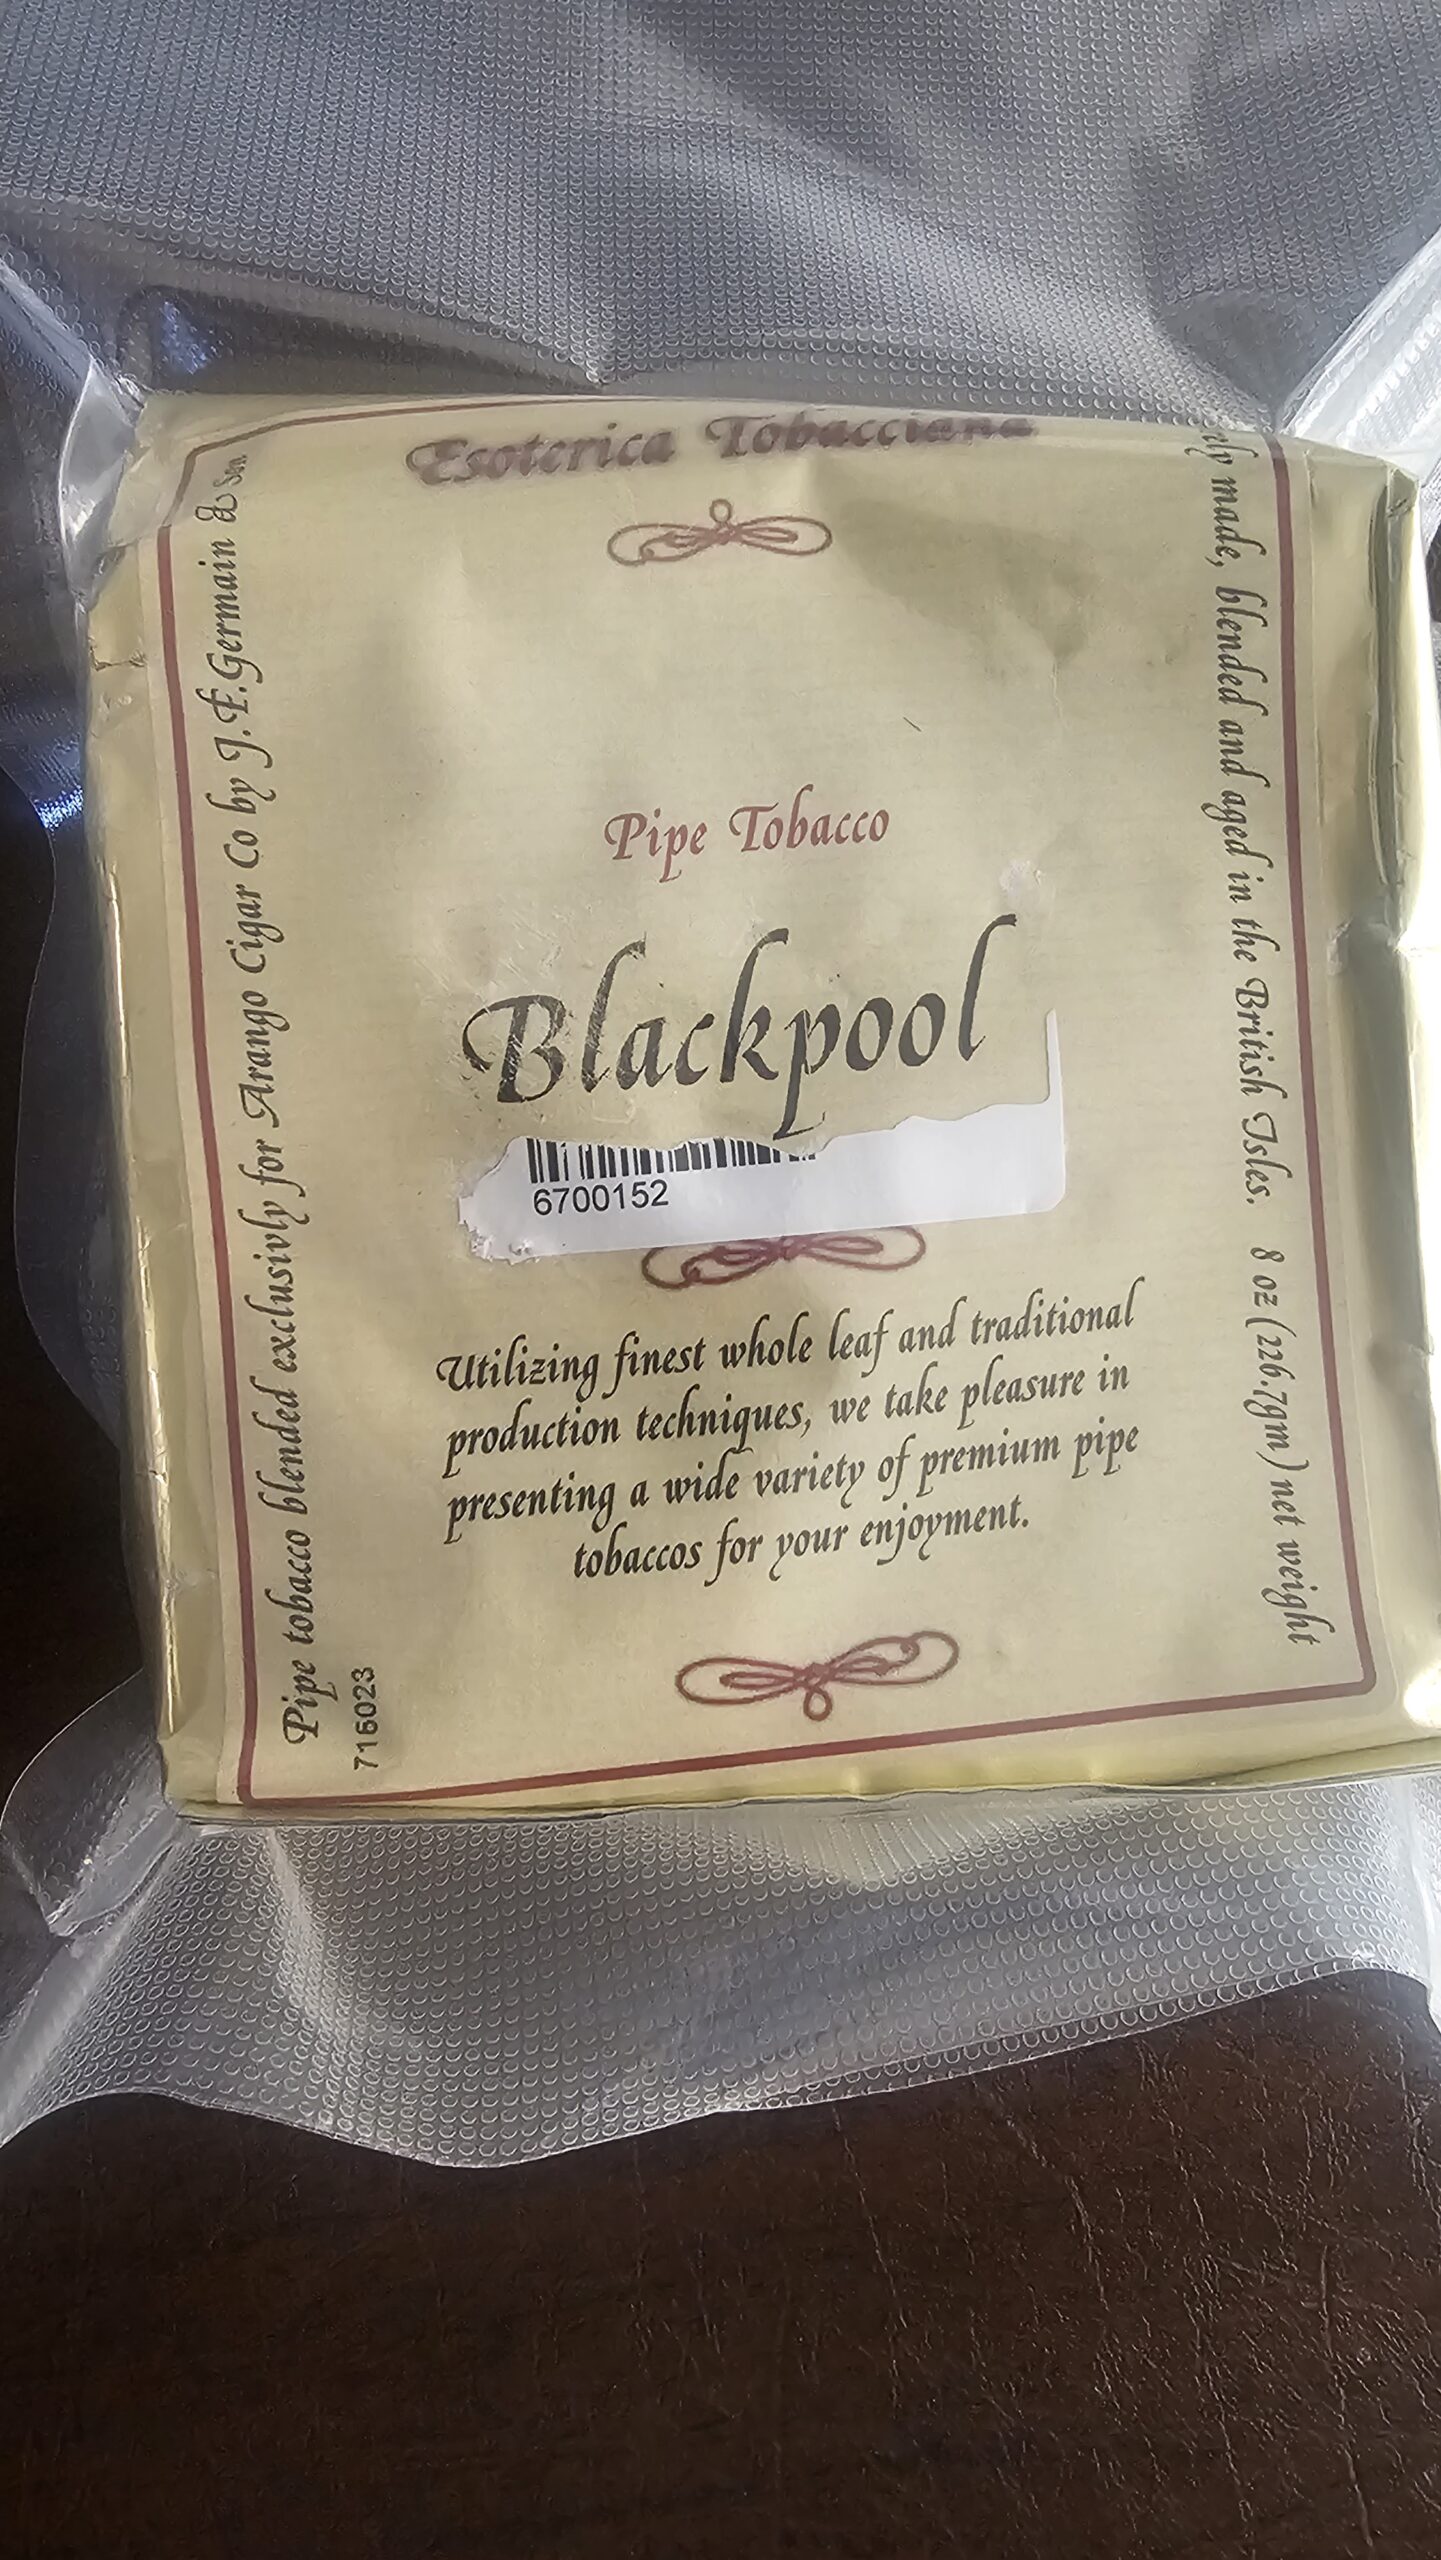 Esoterica Tobacciana
Pipe Tobacco
Blackpool
6700152
Utilizing finest whole leaf and traditional
production techniques, we take pleasure in
presenting a wide variety of premium pipe
tobaccos for your enjoyment.
Pipe tobacco blended exclusivly for Arango Cigar Co by J.E.Germain & Son
716023
made, blended and aged in the British Isles. 8 oz (226.7gm) net weight